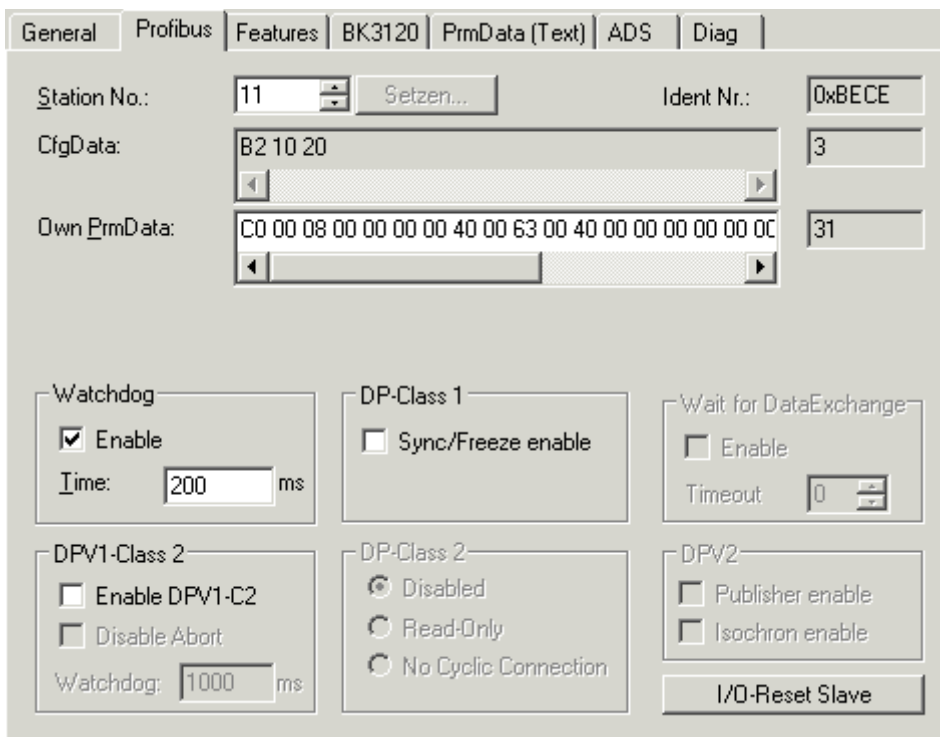 General Profibus Features BK3120 PrmData (Text) ADS Diag
Station No.: 11 Setzen... Ident Nr.: 0xBECE
CfgData: B2 10 20 3
Own PrmData: C0 00 08 00 00 00 00 40 00 63 00 40 00 00 00 00 00 00 31
Watchdog
Enable
Time: 200 ms
DP-Class 1
Sync/Freeze enable
Wait for DataExchange
Enable
Timeout 0
DPV1-Class 2
Enable DPV1-C2
Disable Abort
Watchdog: 1000 ms
DP-Class 2
Disabled
Read-Only
No Cyclic Connection
DPV2
Publisher enable
Isochron enable
I/O-Reset Slave